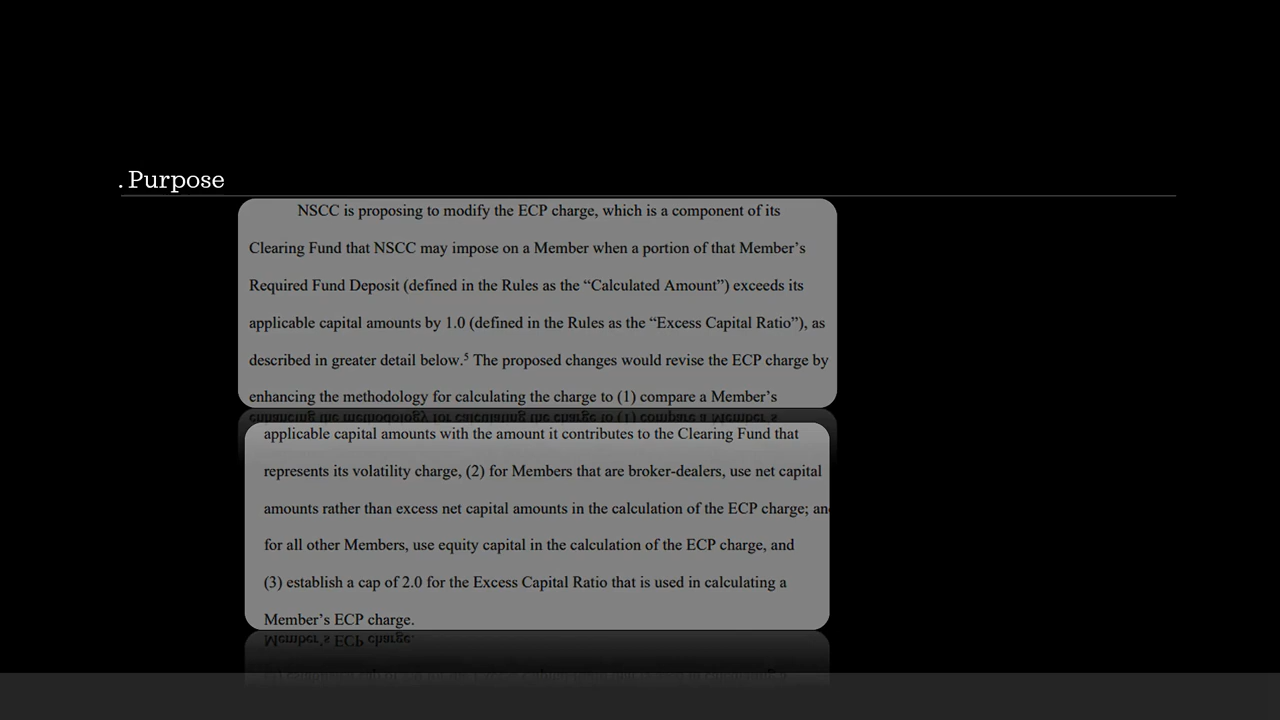 . Purpose
NSCC is proposing to modify the ECP charge, which is a component of its
Clearing Fund that NSCC may impose on a Member when a portion of that Member’s
Required Fund Deposit (defined in the Rules as the “Calculated Amount”) exceeds its
applicable capital amounts by 1.0 (defined in the Rules as the “Excess Capital Ratio”), as
described in greater detail below.5 The proposed changes would revise the ECP charge by
enhancing the methodology for calculating the charge to (1) compare a Member’s
applicable capital amounts with the amount it contributes to the Clearing Fund that
represents its volatility charge, (2) for Members that are broker-dealers, use net capital
amounts rather than excess net capital amounts in the calculation of the ECP charge; an
for all other Members, use equity capital in the calculation of the ECP charge, and
(3) establish a cap of 2.0 for the Excess Capital Ratio that is used in calculating a
Member’s ECP charge.